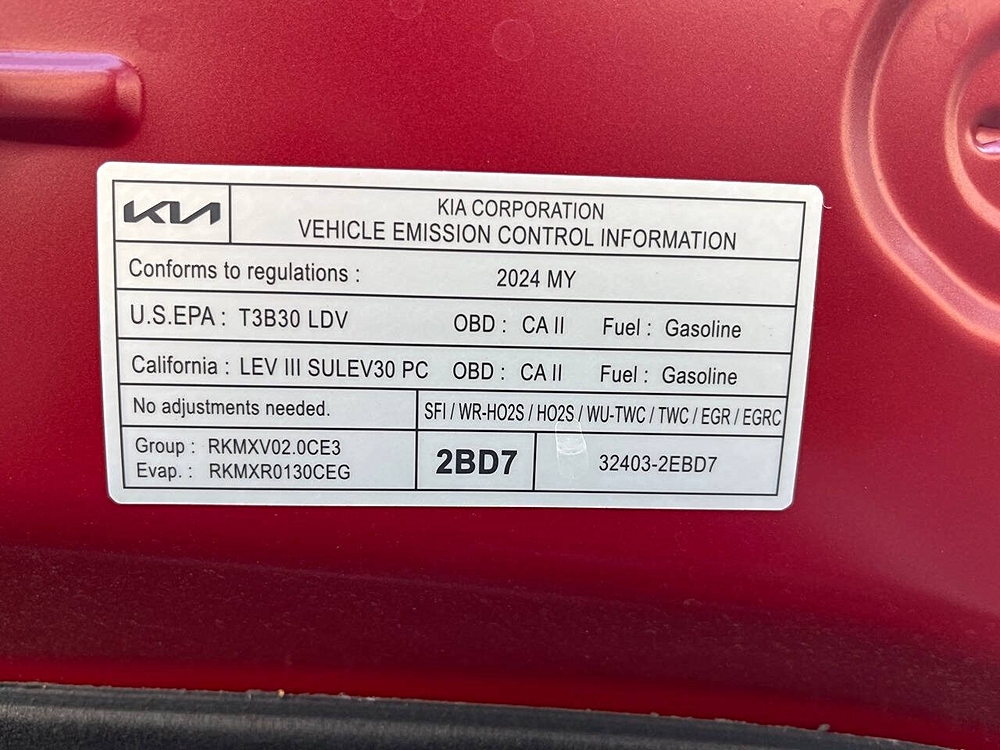 KIA
KIA CORPORATION
VEHICLE EMISSION CONTROL INFORMATION
Conforms to regulations : 2024 MY
U.S.EPA : T3B30 LDV OBD : CA II Fuel : Gasoline
California : LEV III SULEV30 PC OBD : CA II Fuel : Gasoline
No adjustments needed. SFI / WR-HO2S / HO2S / WU-TWC / TWC / EGR / EGRC
Group : RKMXV02.0CE3
Evap. : RKMXR0130CEG
2BD7
32403-2EBD7